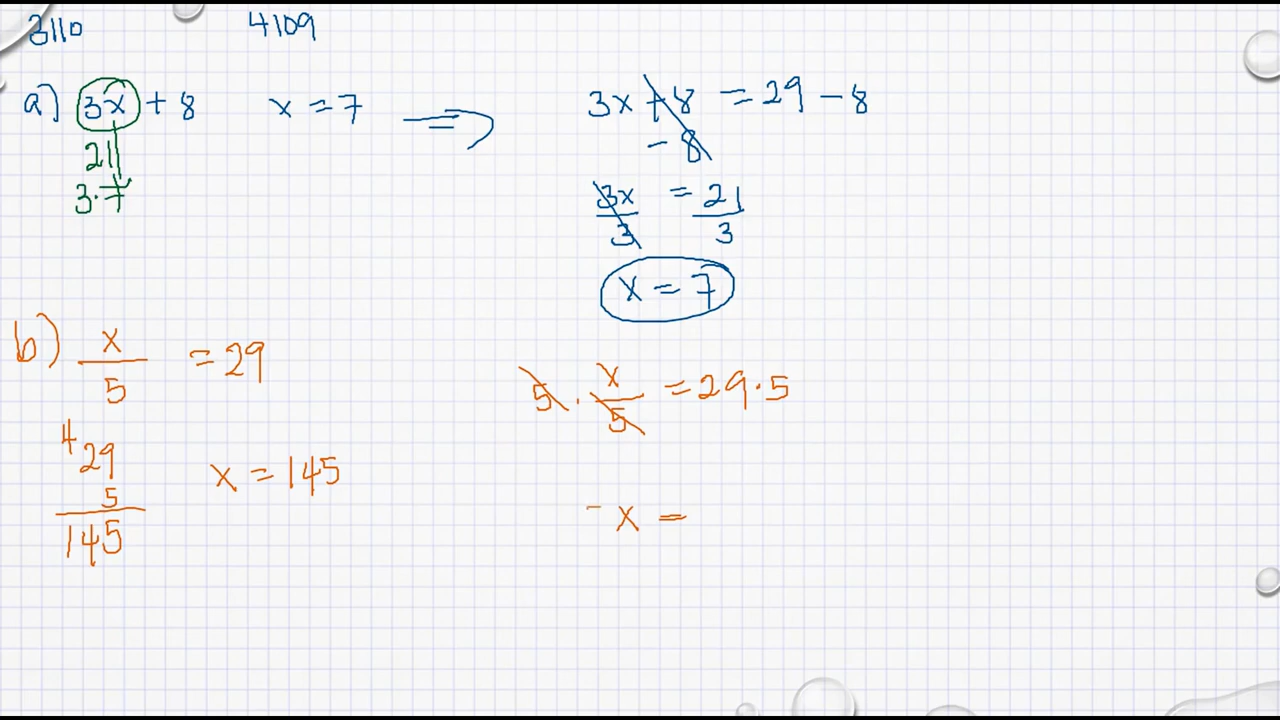 3110 4109
a) 3x + 8 x = 7 ⇒ 3x + 8 = 29 - 8
- 8
21
3·7
3x/3 = 21/3
x = 7
b) x/5 = 29
5 · x/5 = 29·5
4
29
5
145
x = 145
- x =